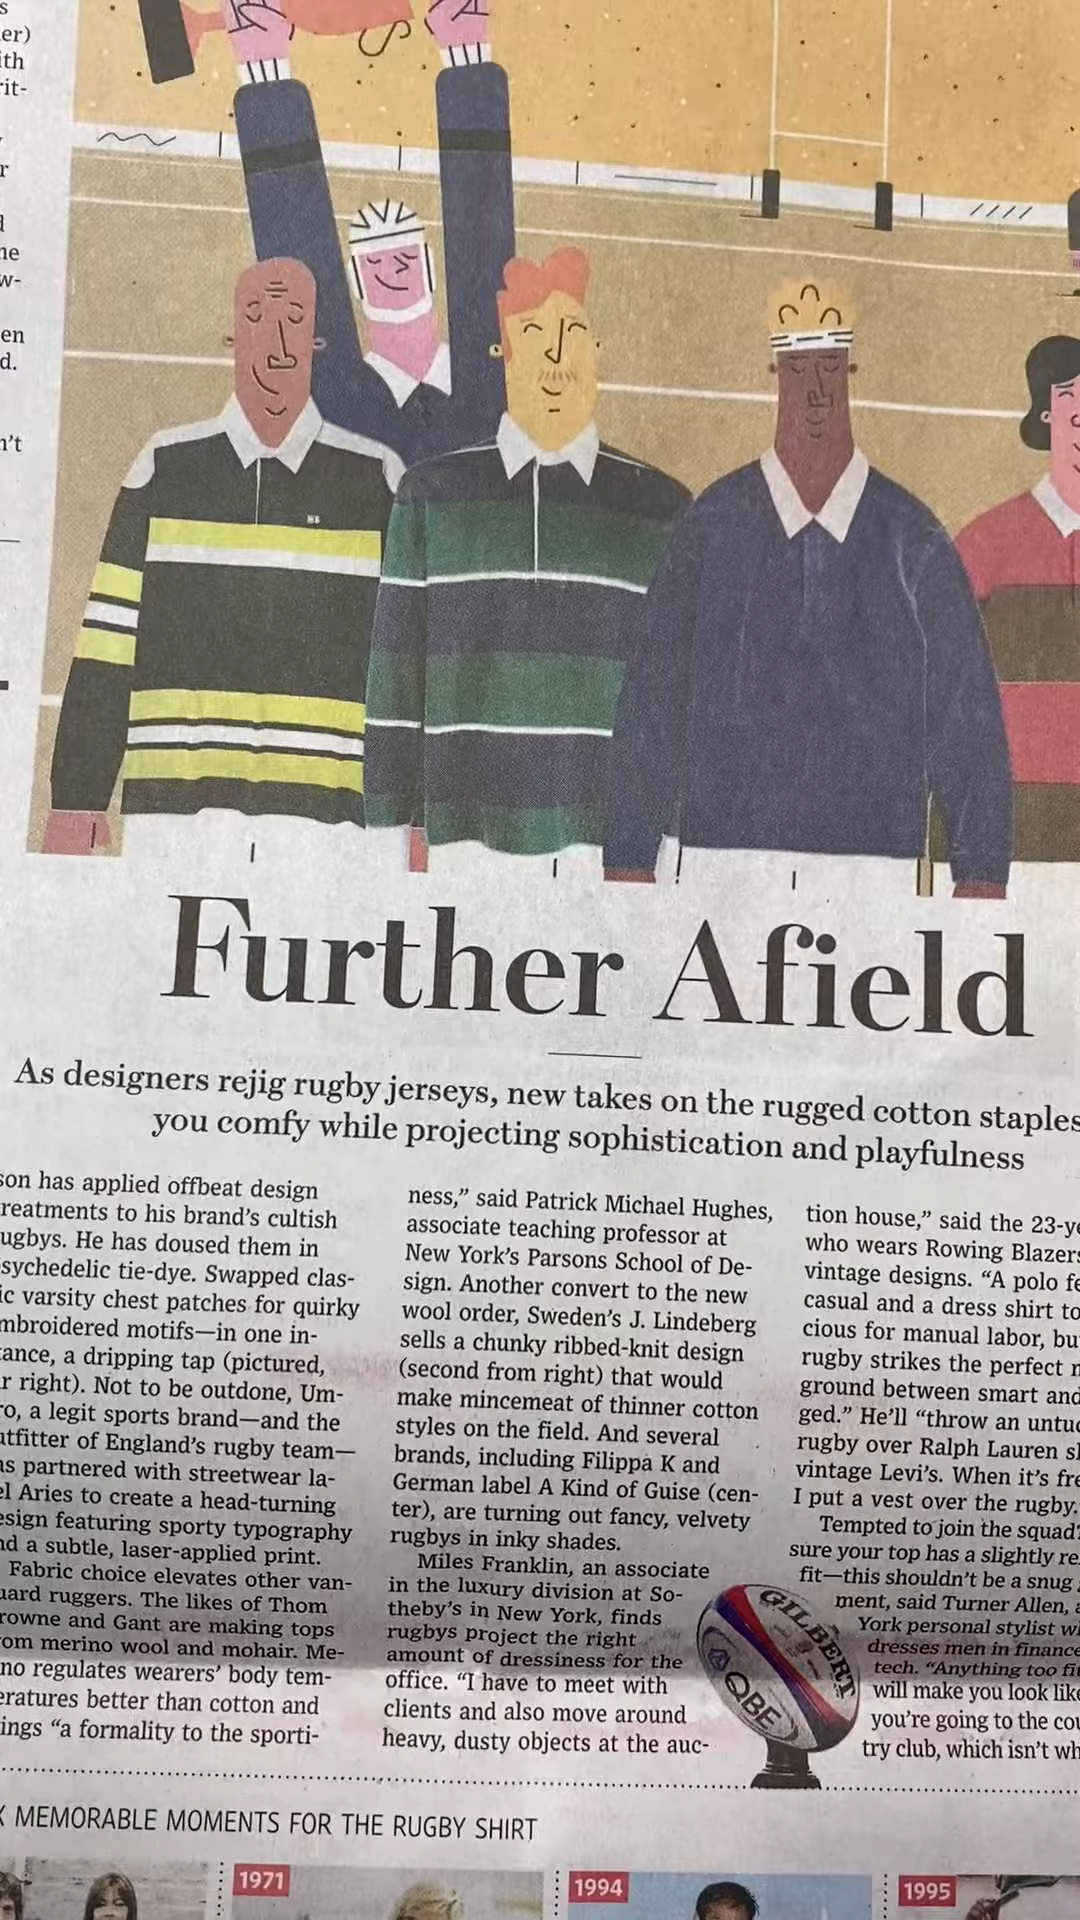 er)
ith
rit-
r
d
ne
w-
en
d.
n't
Further Afield
As designers rejig rugby jerseys, new takes on the rugged cotton staples
you comfy while projecting sophistication and playfulness
son has applied offbeat design
reatments to his brand's cultish
ugbys. He has doused them in
sychedelic tie-dye. Swapped clas-
ic varsity chest patches for quirky
mbroidered motifs—in one in-
tance, a dripping tap (pictured,
r right). Not to be outdone, Um-
ro, a legit sports brand—and the
utfitter of England's rugby team—
as partnered with streetwear la-
el Aries to create a head-turning
esign featuring sporty typography
nd a subtle, laser-applied print.
Fabric choice elevates other van-
uard ruggers. The likes of Thom
rowne and Gant are making tops
om merino wool and mohair. Me-
no regulates wearers' body tem-
eratures better than cotton and
ings "a formality to the sporti-
ness," said Patrick Michael Hughes,
associate teaching professor at
New York's Parsons School of De-
sign. Another convert to the new
wool order, Sweden's J. Lindeberg
sells a chunky ribbed-knit design
(second from right) that would
make mincemeat of thinner cotton
styles on the field. And several
brands, including Filippa K and
German label A Kind of Guise (cen-
ter), are turning out fancy, velvety
rugbys in inky shades.
Miles Franklin, an associate
in the luxury division at So-
theby's in New York, finds
rugbys project the right
amount of dressiness for the
office. "I have to meet with
clients and also move around
heavy, dusty objects at the auc-
tion house," said the 23-ye
who wears Rowing Blazers
vintage designs. "A polo fe
casual and a dress shirt to
cious for manual labor, bu
rugby strikes the perfect m
ground between smart and
ged." He'll "throw an untuc
rugby over Ralph Lauren sl
vintage Levi's. When it's fre
I put a vest over the rugby.
Tempted to join the squad?
sure your top has a slightly re
fit—this shouldn't be a snug
ment, said Turner Allen, a
York personal stylist w
dresses men in finance
tech. "Anything too fit
will make you look like
you're going to the cou
try club, which isn't wh
GILBERT
QBE
X MEMORABLE MOMENTS FOR THE RUGBY SHIRT
1971
1994
1995